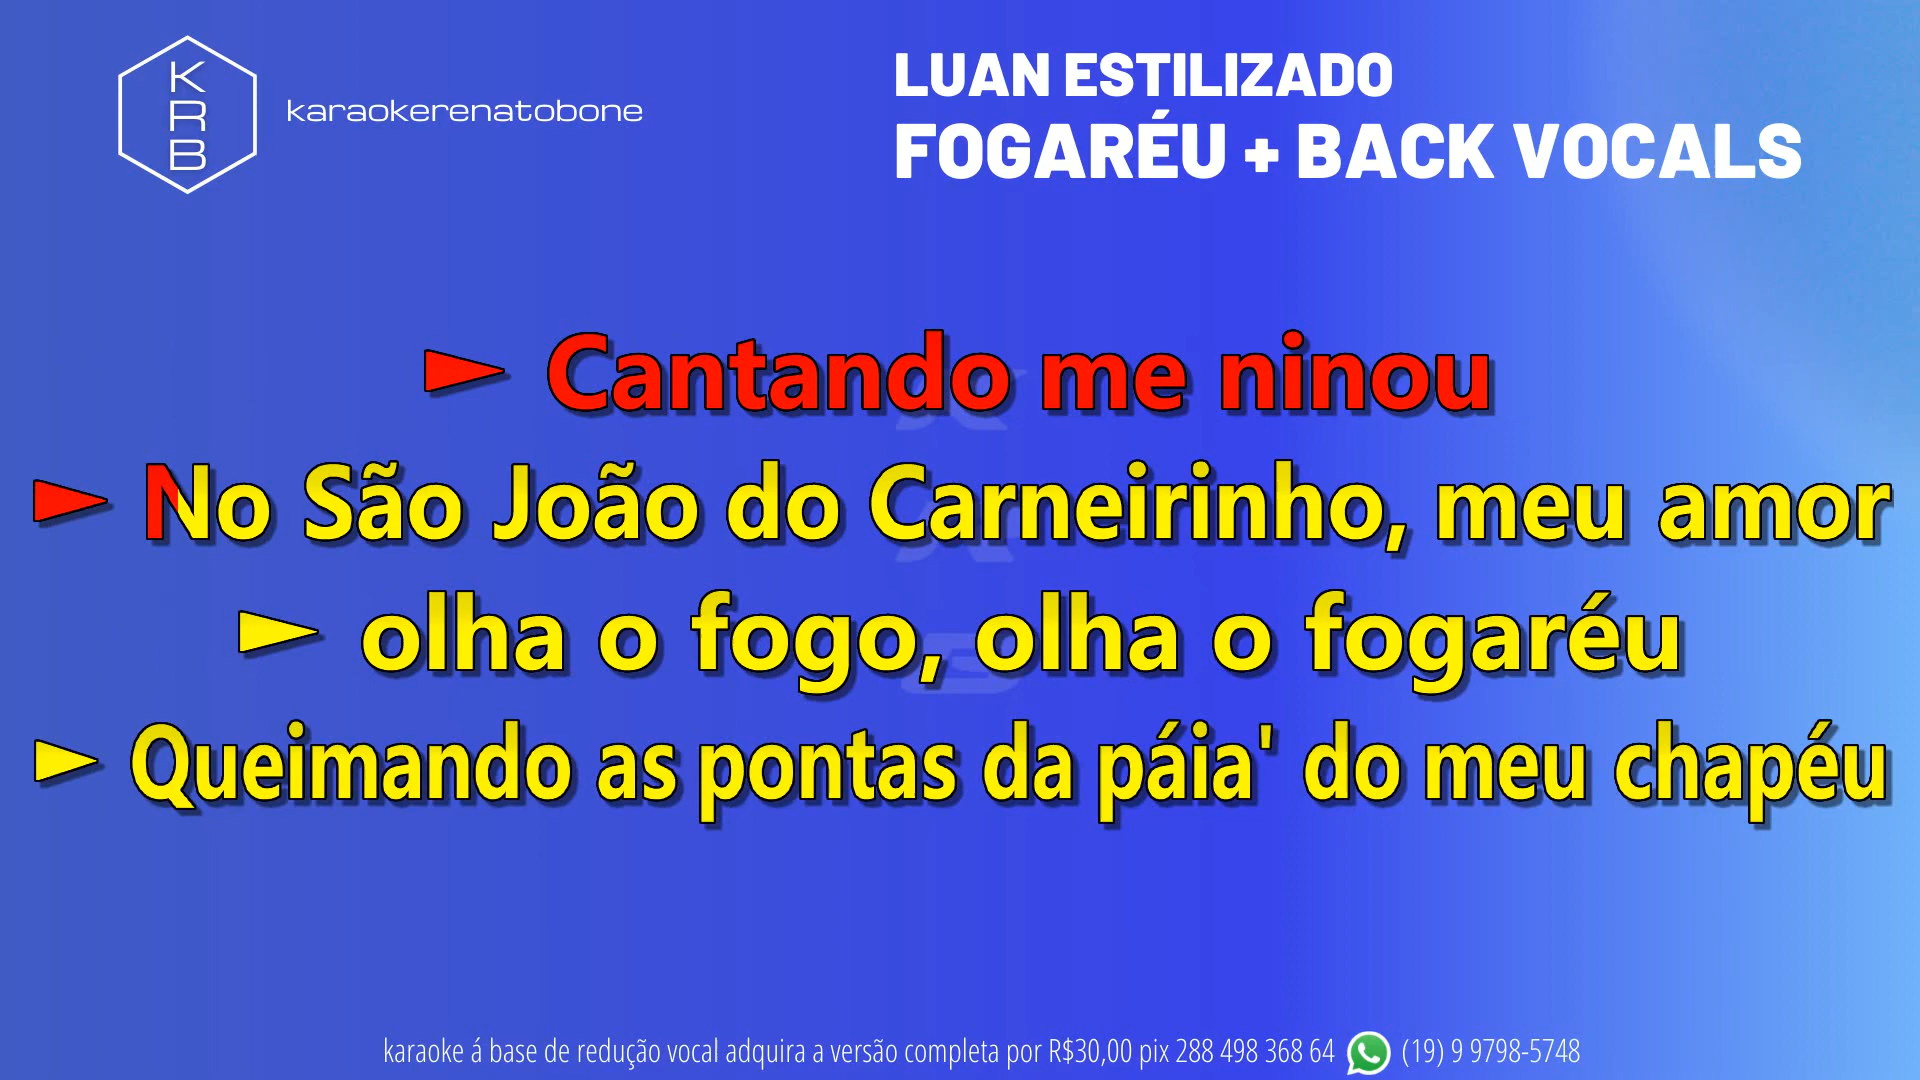 K
R
B
karaokerenatobone
LUAN ESTILIZADO
FOGARÉU + BACK VOCALS
► Cantando me ninou
► No São João do Carneirinho, meu amor
► olha o fogo, olha o fogaréu
► Queimando as pontas da páia' do meu chapéu
karaoke á base de redução vocal adquira a versão completa por R$30,00 pix 288 498 368 64 (19) 9 9798-5748